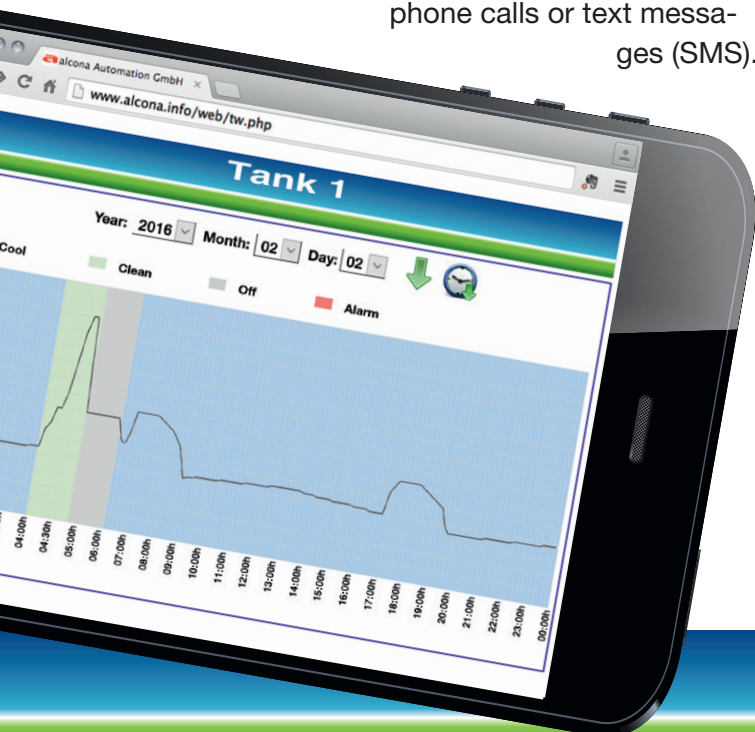 phone calls or text messa-
ges (SMS).
alcona Automation GmbH
www.alcona.info/web/tw.php
Tank 1
Year: 2016 Month: 02 Day: 02
Cool Clean Off Alarm
04:00h 04:30h 05:00h 06:00h 07:00h 08:00h 09:00h 10:00h 11:00h 12:00h 13:00h 14:00h 15:00h 16:00h 17:00h 18:00h 19:00h 20:00h 21:00h 22:00h 23:00h 00:00h